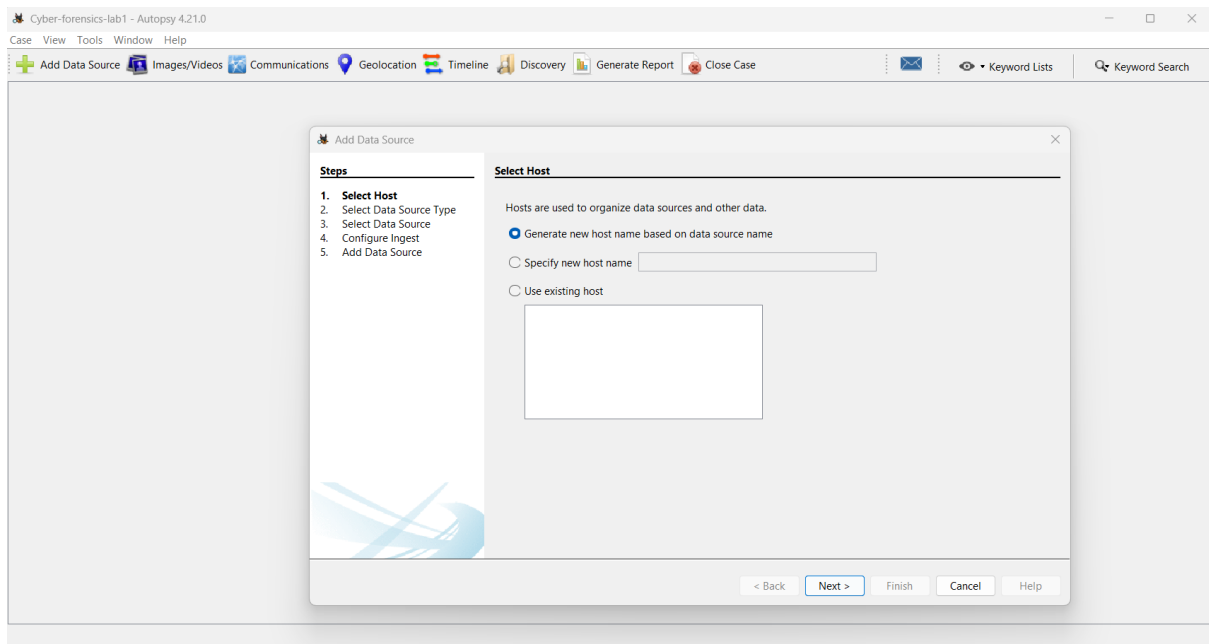 Cyber-forensics-lab1 - Autopsy 4.21.0
Case View Tools Window Help
Add Data Source Images/Videos Communications Geolocation Timeline Discovery Generate Report Close Case Keyword Lists Keyword Search
Add Data Source
Steps
1. Select Host
2. Select Data Source Type
3. Select Data Source
4. Configure Ingest
5. Add Data Source
Select Host
Hosts are used to organize data sources and other data.
Generate new host name based on data source name
Specify new host name
Use existing host
< Back Next > Finish Cancel Help